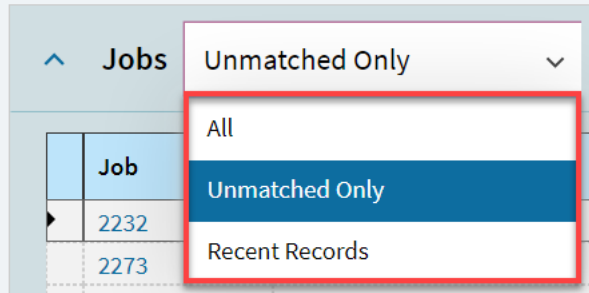 Jobs Unmatched Only
All
Job
Unmatched Only
2232
Recent Records
2273